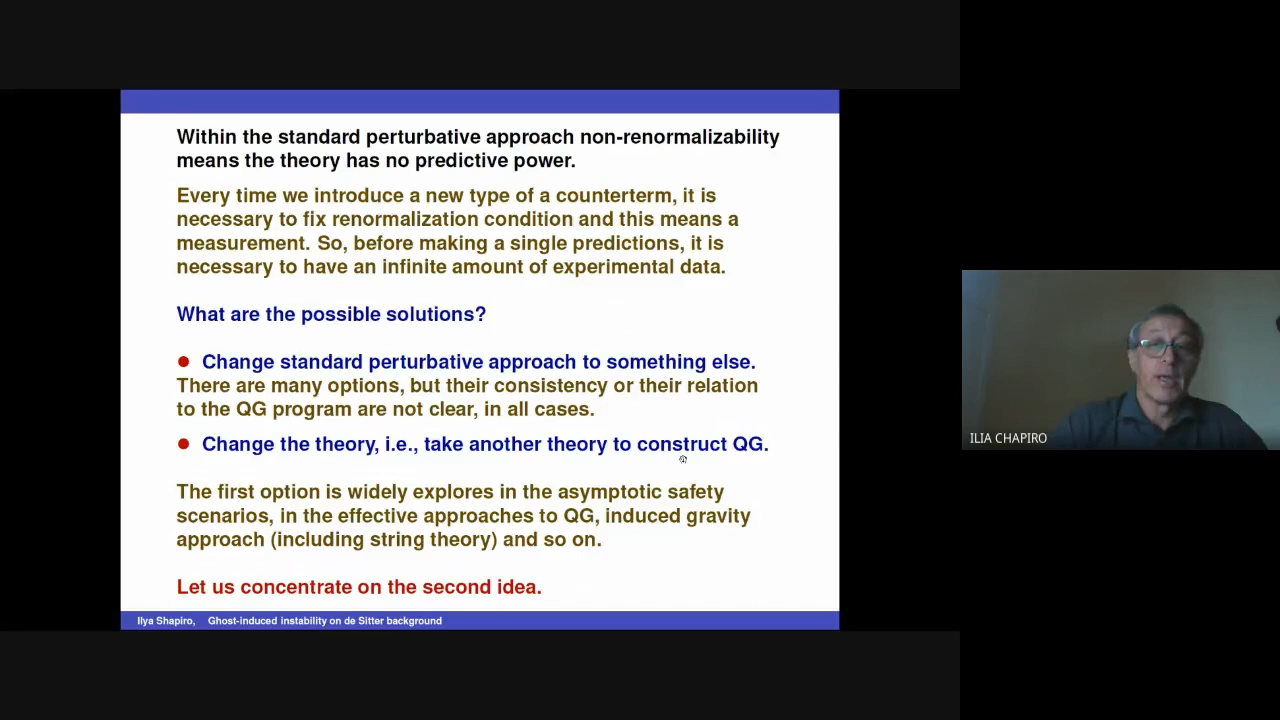 Within the standard perturbative approach non-renormalizability
means the theory has no predictive power.
Every time we introduce a new type of a counterterm, it is
necessary to fix renormalization condition and this means a
measurement. So, before making a single predictions, it is
necessary to have an infinite amount of experimental data.
What are the possible solutions?
● Change standard perturbative approach to something else.
There are many options, but their consistency or their relation
to the QG program are not clear, in all cases.
● Change the theory, i.e., take another theory to construct QG.
The first option is widely explores in the asymptotic safety
scenarios, in the effective approaches to QG, induced gravity
approach (including string theory) and so on.
Let us concentrate on the second idea.
Ilya Shapiro, Ghost-induced instability on de Sitter background
ILIA CHAPIRO